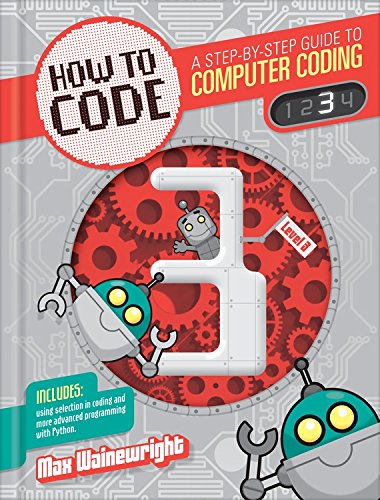 HOW TO
CODE
A STEP-BY-STEP GUIDE TO
COMPUTER CODING
1 2 3 4
3
Level 3
INCLUDES:
using selection in coding and
more advanced programming
with Python.
Max Wainewright